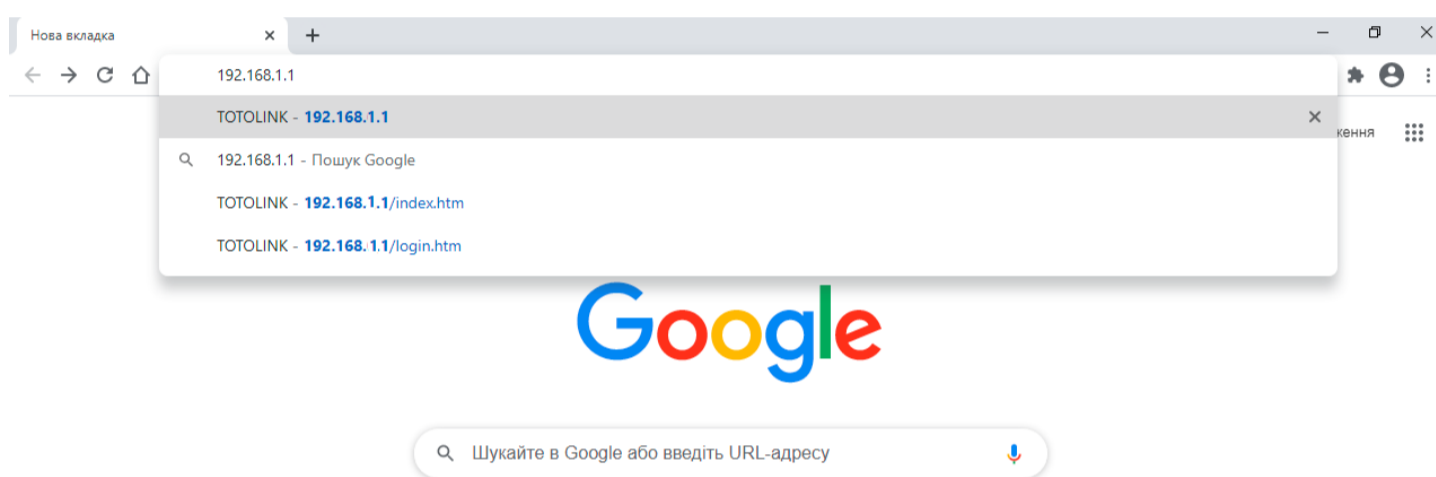 Нова вкладка
192.168.1.1
TOTOLINK - 192.168.1.1
ження
192.168.1.1 - Пошук Google
TOTOLINK - 192.168.1.1/index.htm
TOTOLINK - 192.168.1.1/login.htm
Google
Шукайте в Google або введіть URL-адресу